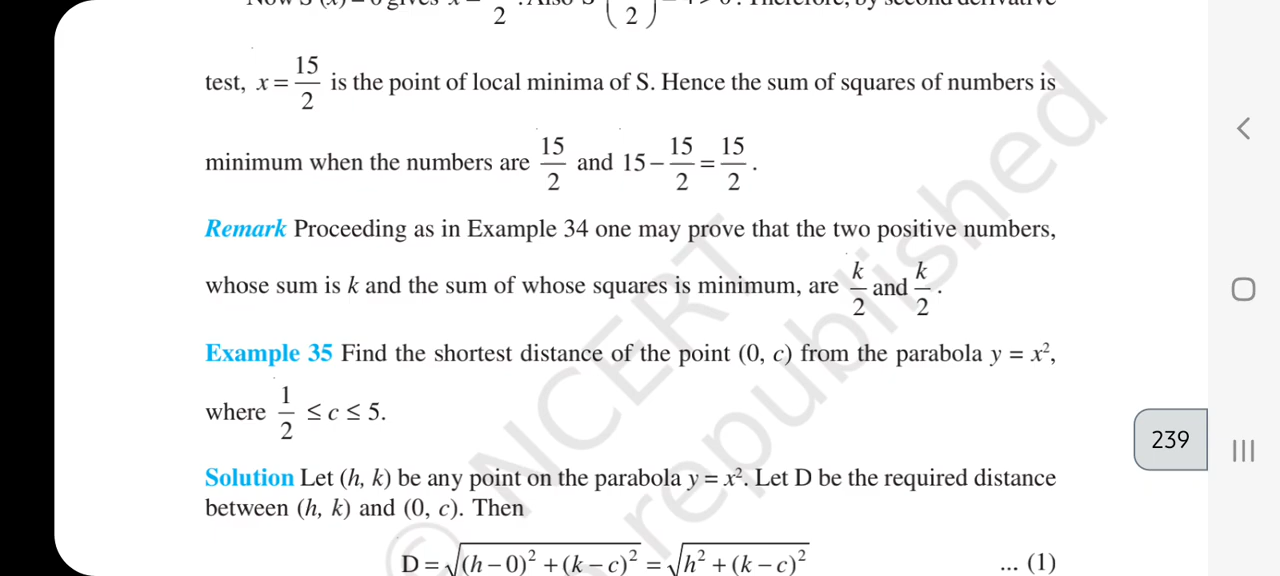 test, x = 15/2 is the point of local minima of S. Hence the sum of squares of numbers is
minimum when the numbers are 15/2 and 15 − 15/2 = 15/2 .
Remark Proceeding as in Example 34 one may prove that the two positive numbers,
whose sum is k and the sum of whose squares is minimum, are k/2 and k/2 .
Example 35 Find the shortest distance of the point (0, c) from the parabola y = x²,
where 1/2 ≤ c ≤ 5.
Solution Let (h, k) be any point on the parabola y = x². Let D be the required distance
between (h, k) and (0, c). Then
D = √((h − 0)² + (k − c)²) = √(h² + (k − c)²) ... (1)
239
© NCERT
republished